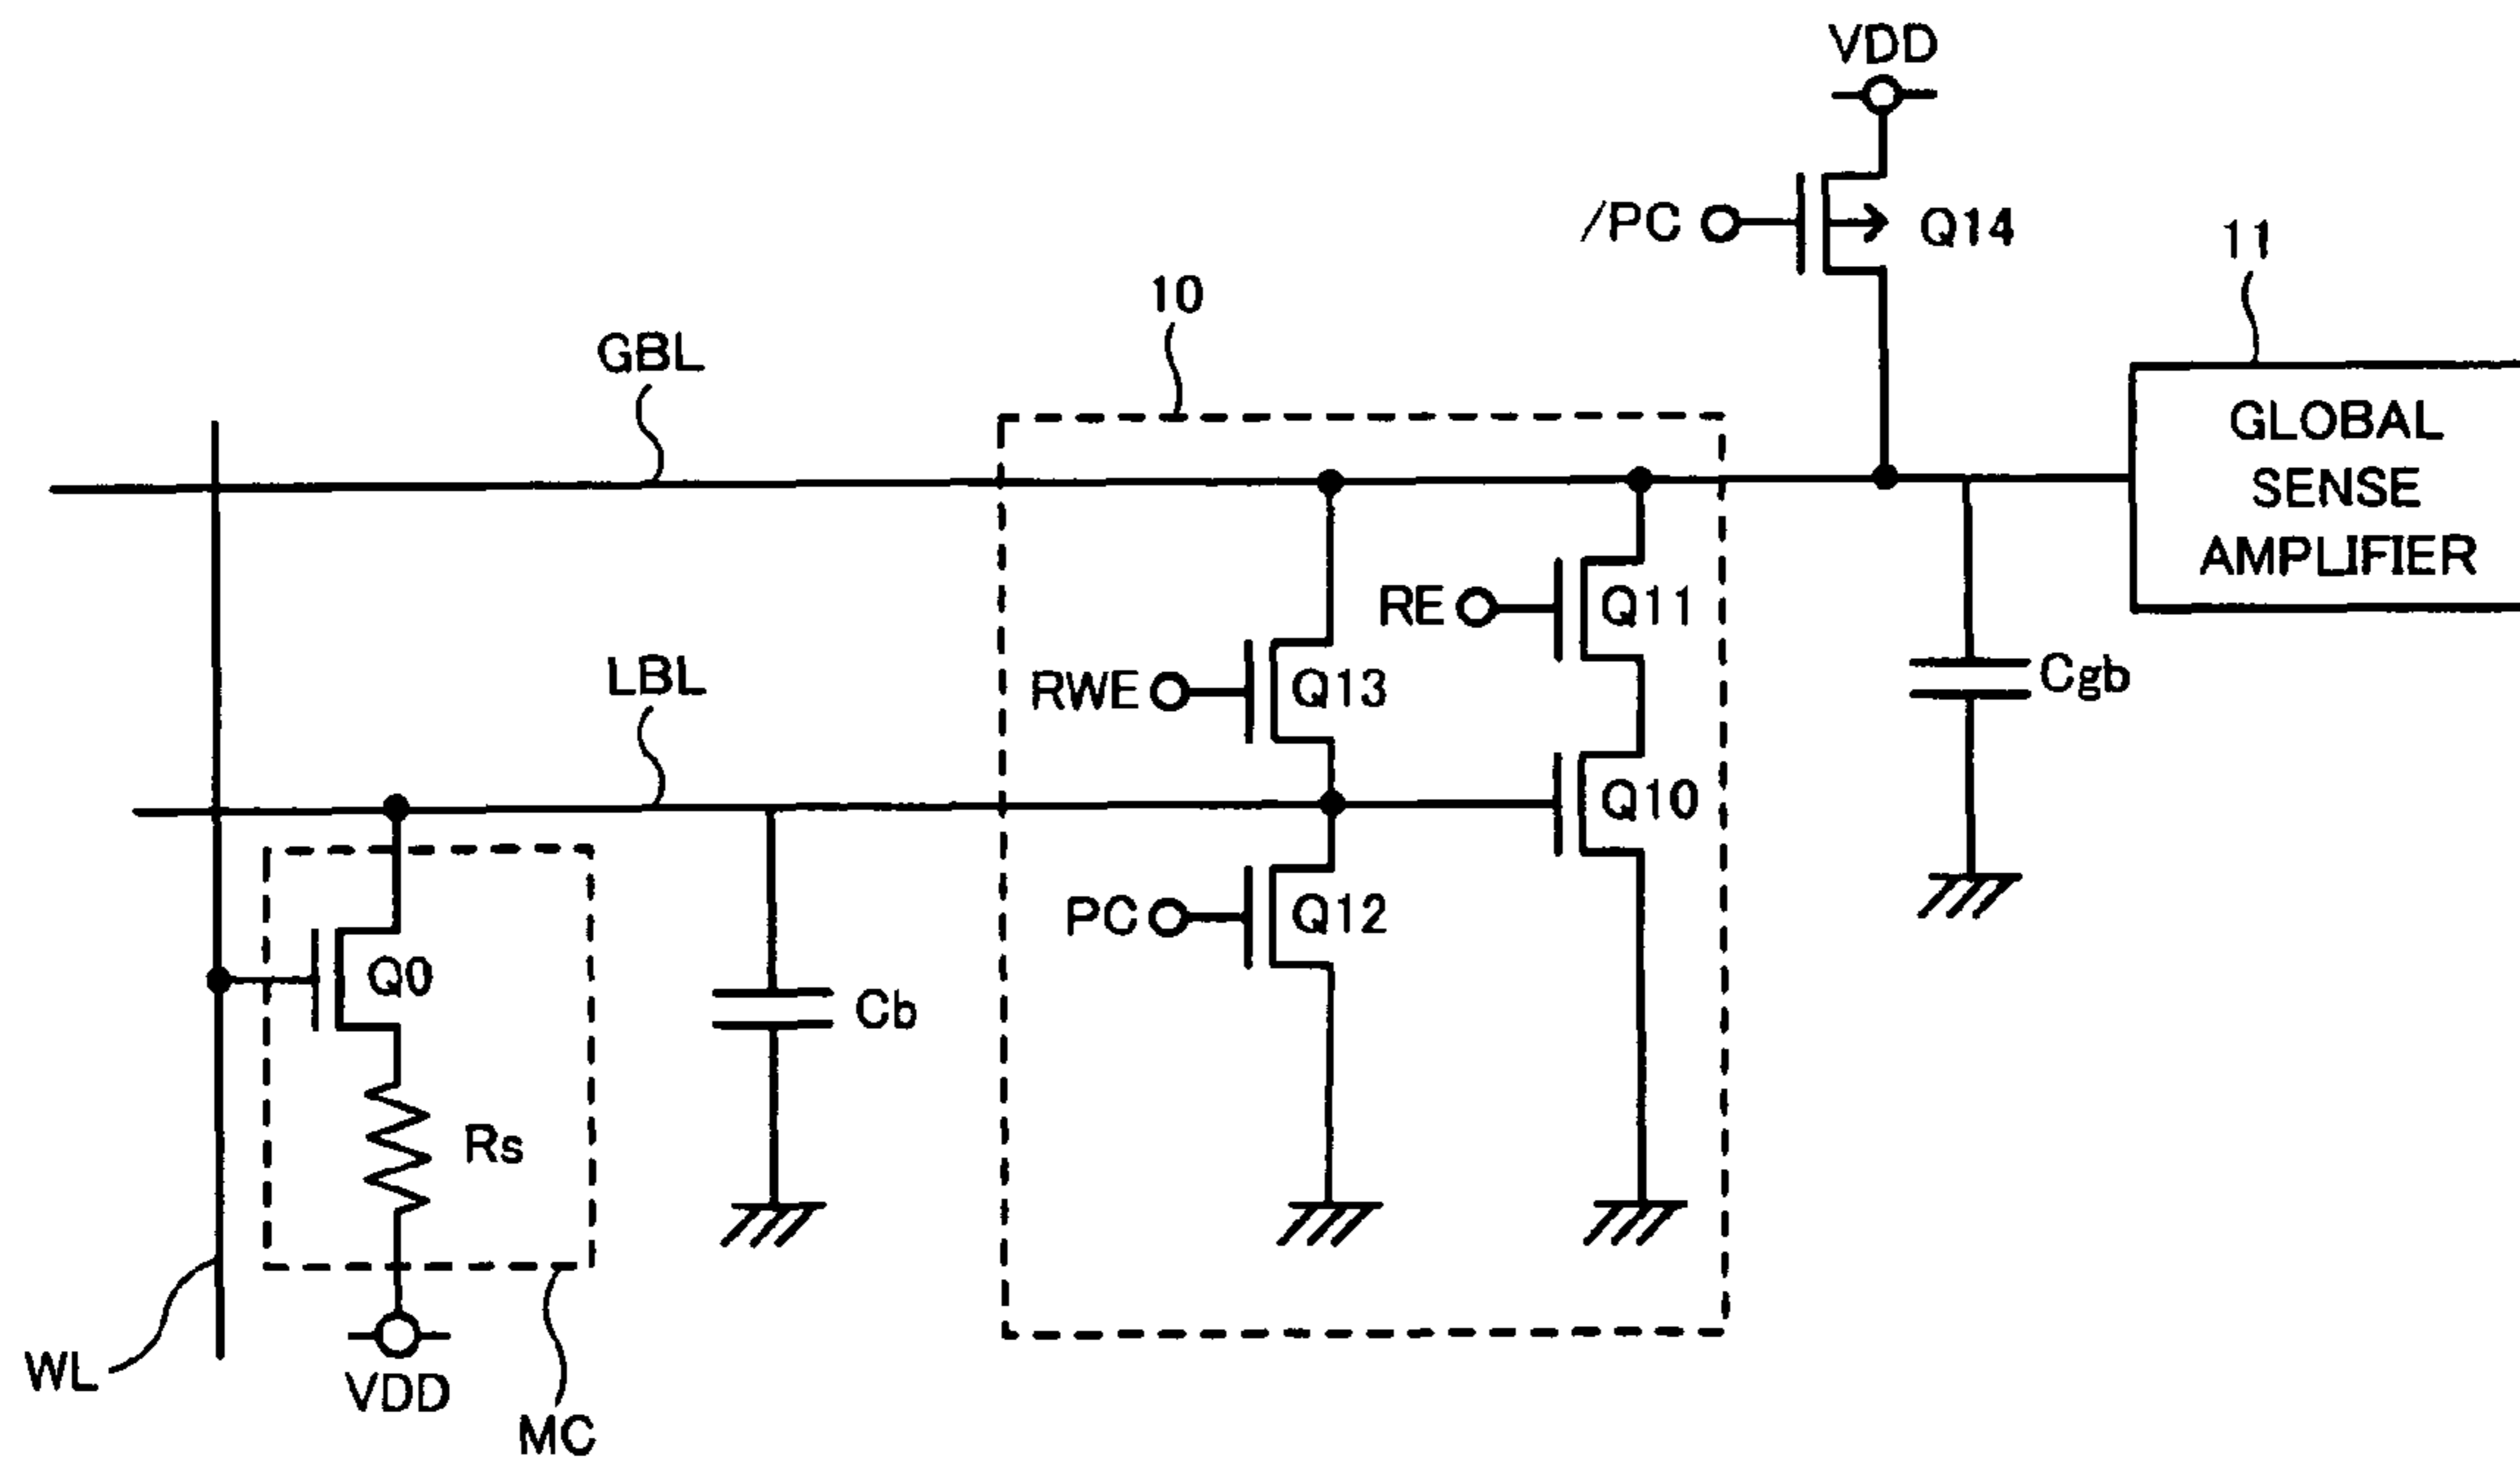 VDD
/PC
Q14
11
10
GBL
GLOBAL
SENSE
AMPLIFIER
RE
Q11
LBL
RWE
Q13
Cgb
Q10
PC
Q12
Q0
Cb
Rs
WL
VDD
MC